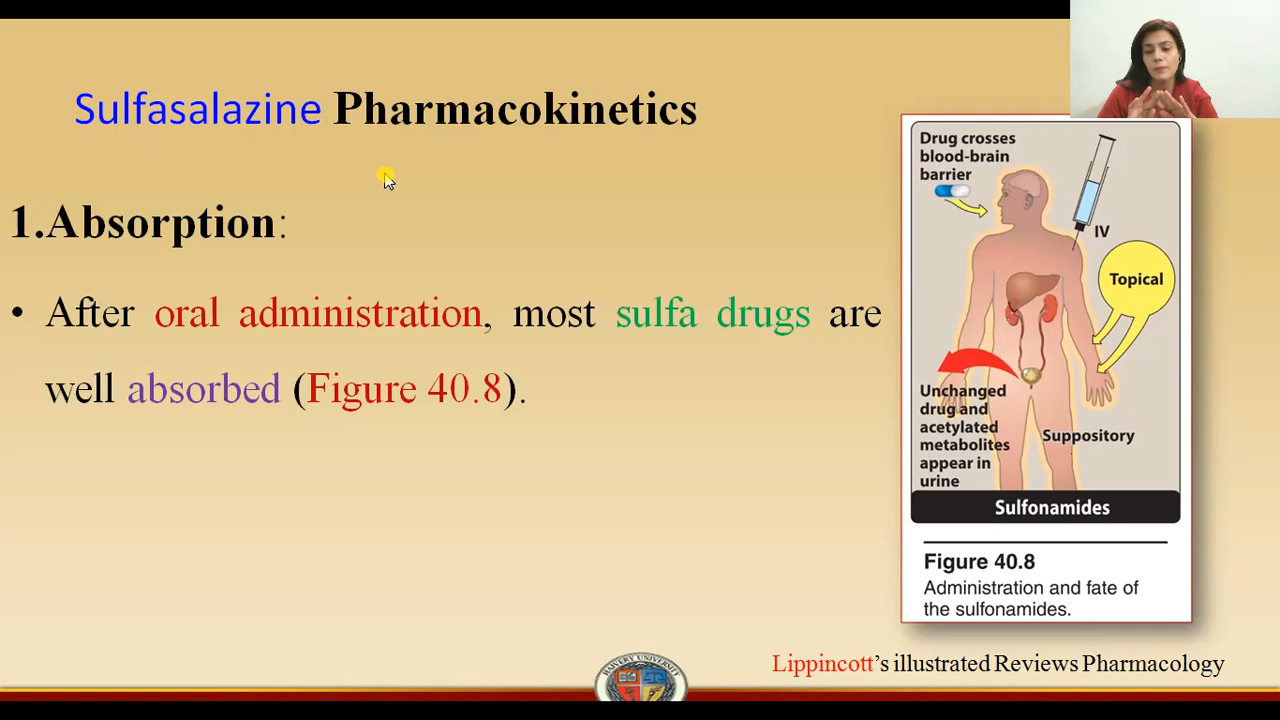 Sulfasalazine Pharmacokinetics
1.Absorption:
• After oral administration, most sulfa drugs are
well absorbed (Figure 40.8).
Drug crosses
blood-brain
barrier
IV
Topical
Unchanged
drug and
acetylated
metabolites
appear in
urine
Suppository
Sulfonamides
Figure 40.8
Administration and fate of
the sulfonamides.
Lippincott's illustrated Reviews Pharmacology